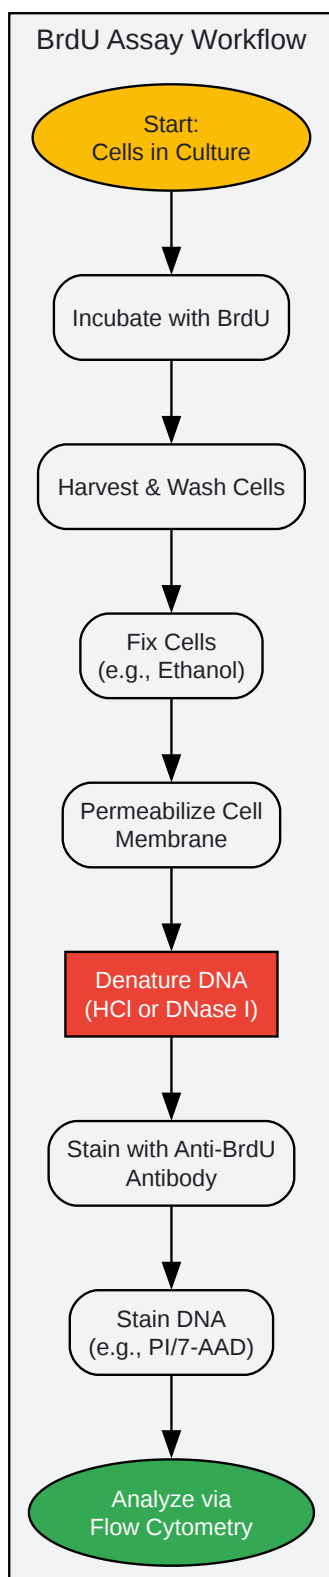 BrdU Assay Workflow
Start:
Cells in Culture
Incubate with BrdU
Harvest & Wash Cells
Fix Cells
(e.g., Ethanol)
Permeabilize Cell
Membrane
Denature DNA
(HCl or DNase I)
Stain with Anti-BrdU
Antibody
Stain DNA
(e.g., PI/7-AAD)
Analyze via
Flow Cytometry